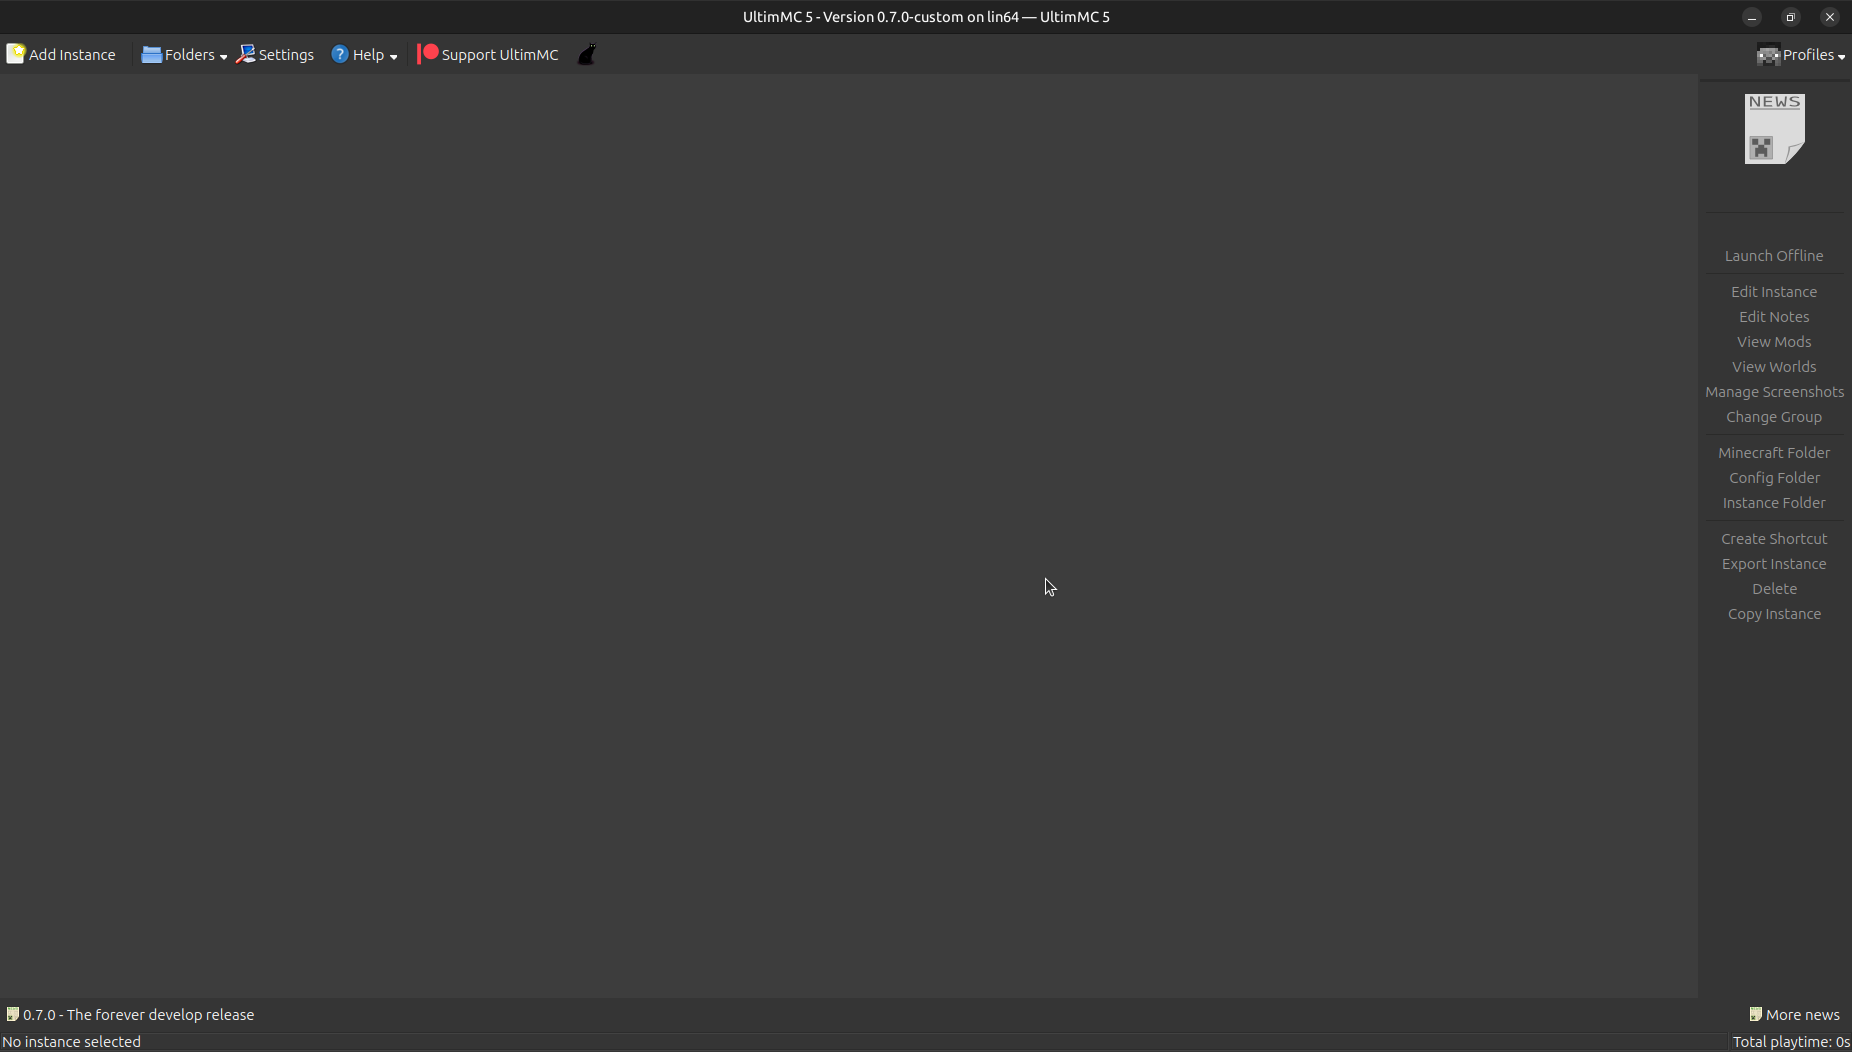 UltimMC 5 - Version 0.7.0-custom on lin64 — UltimMC 5
Add Instance
Folders
Settings
Help
Support UltimMC
Profiles
NEWS
Launch Offline
Edit Instance
Edit Notes
View Mods
View Worlds
Manage Screenshots
Change Group
Minecraft Folder
Config Folder
Instance Folder
Create Shortcut
Export Instance
Delete
Copy Instance
0.7.0 - The forever develop release
More news
No instance selected
Total playtime: 0s